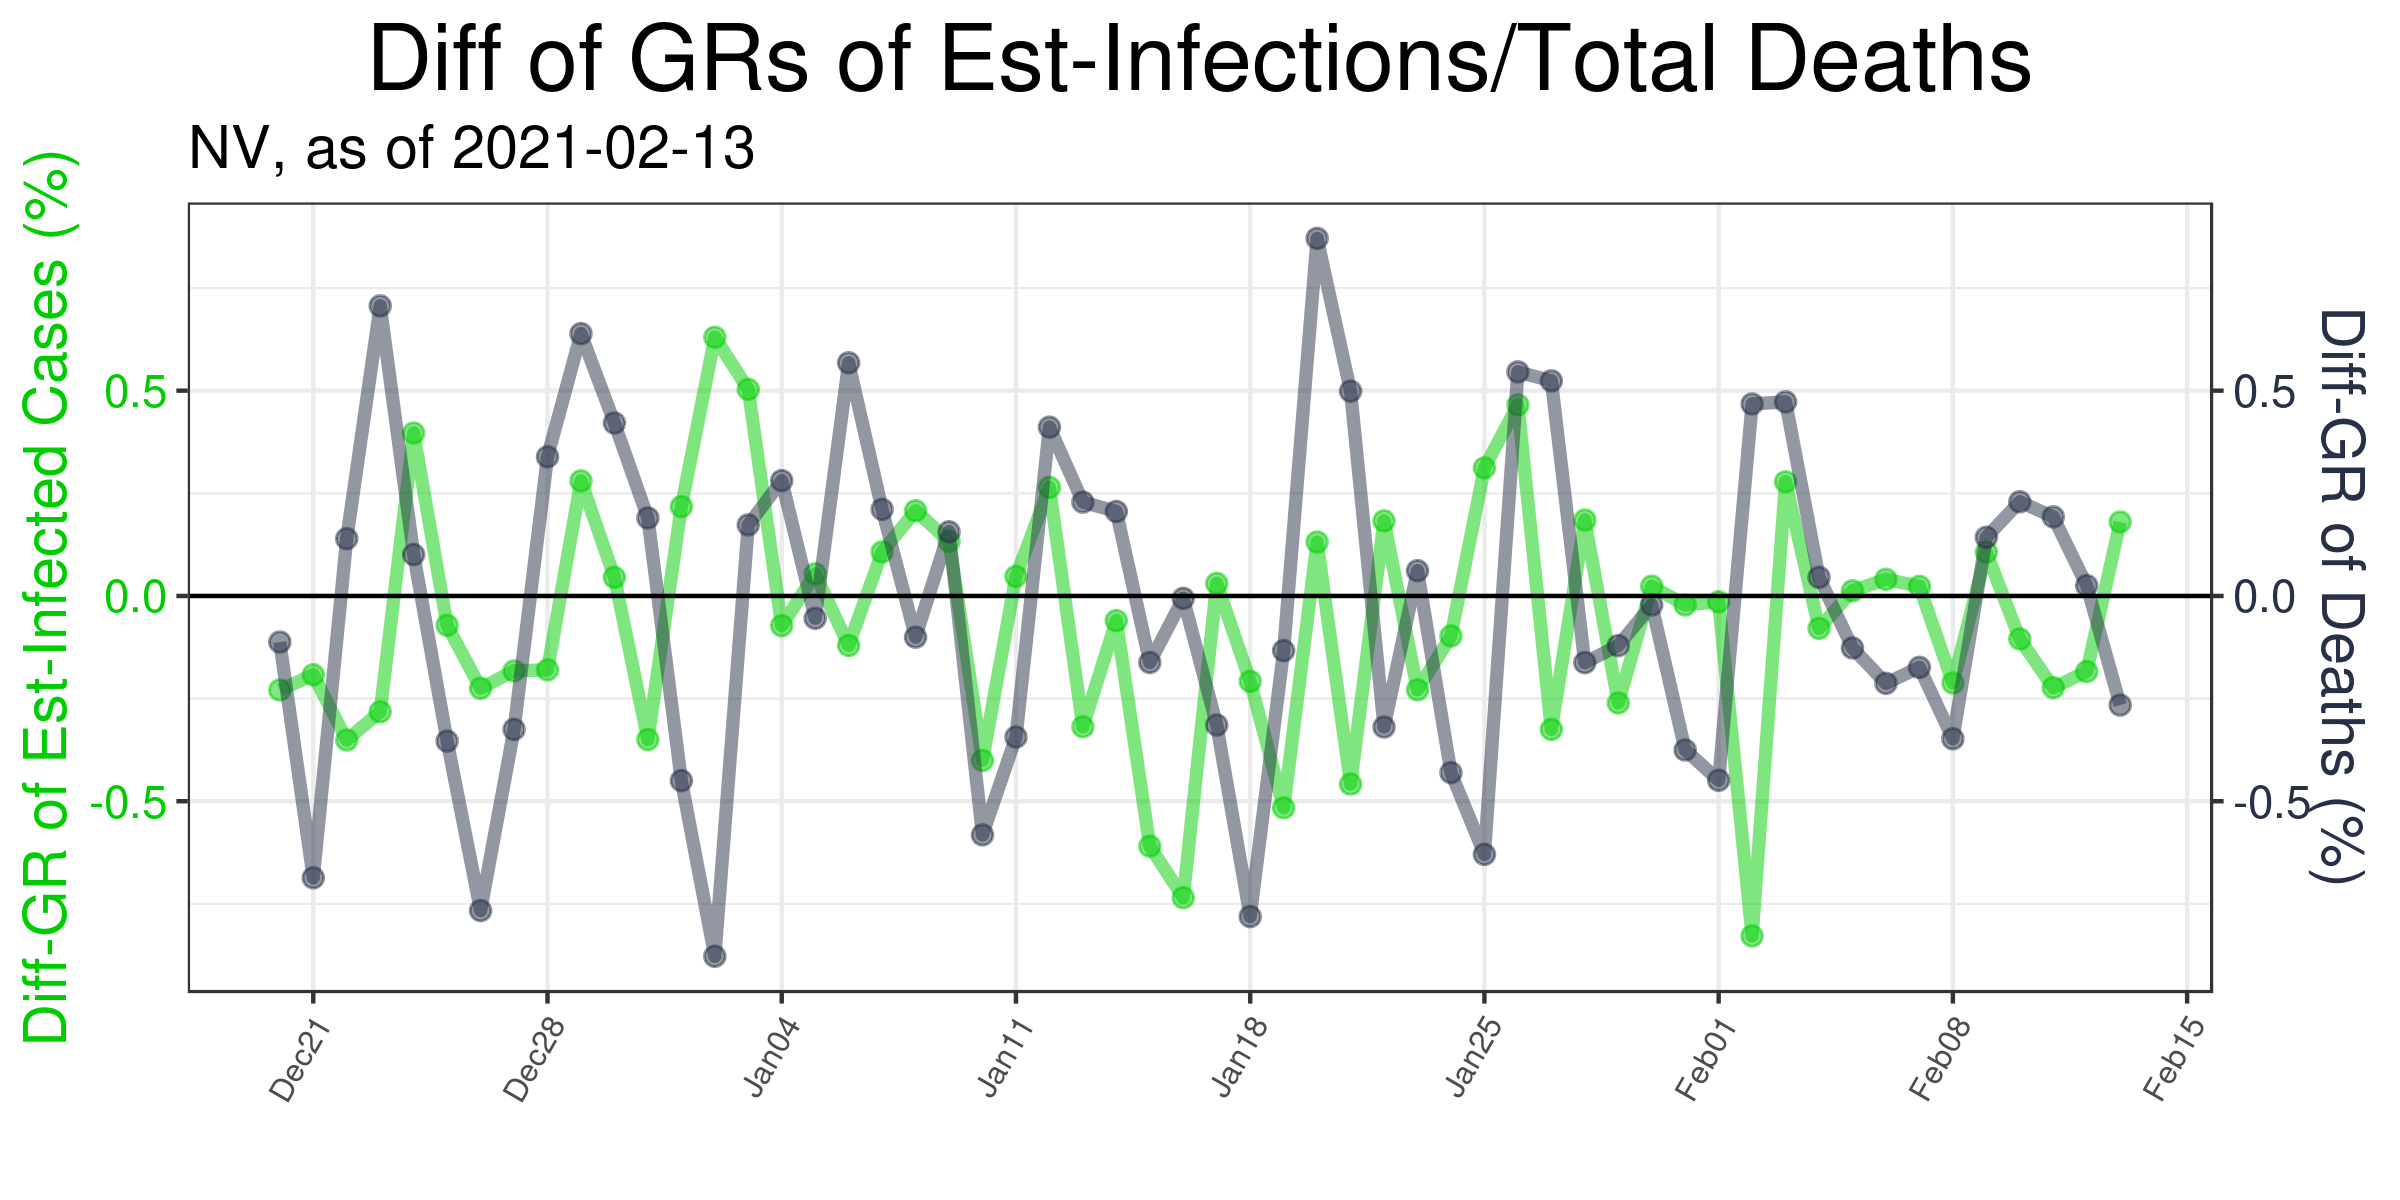 Diff of GRs of Est-Infections/Total Deaths
NV, as of 2021-02-13
Diff-GR of Est-Infected Cases (%)
0.5
0.0
-0.5
0.5
0.0
-0.5
Diff-GR of Deaths (%)
Dec21
Dec28
Jan04
Jan11
Jan18
Jan25
Feb01
Feb08
Feb15